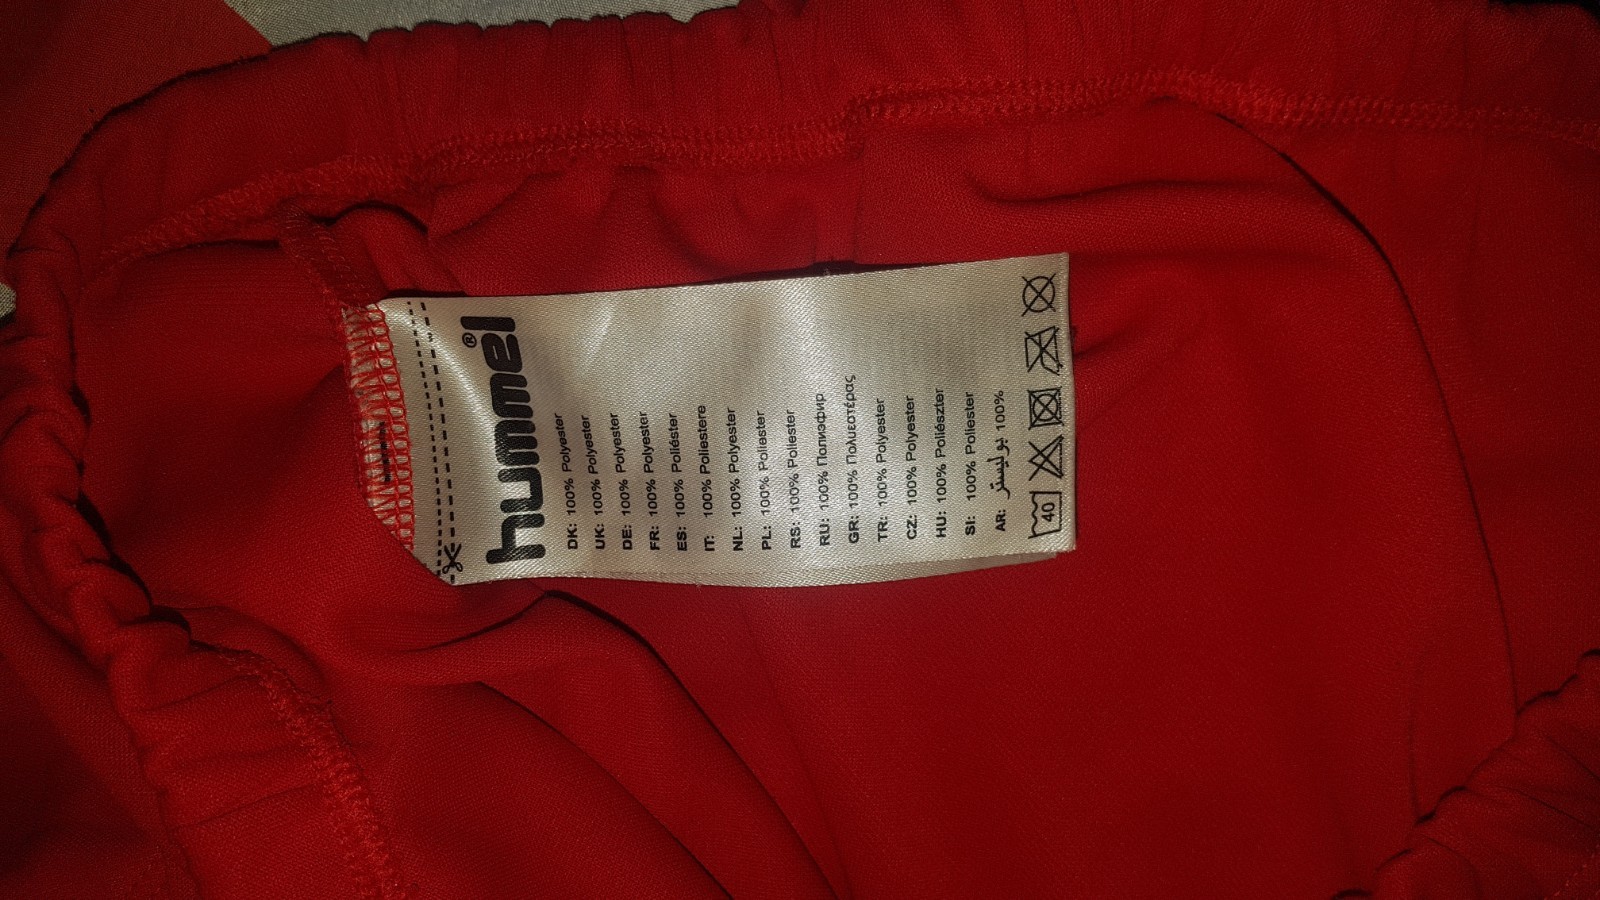 hummel®
DK: 100% Polyester
UK: 100% Polyester
DE: 100% Polyester
FR: 100% Polyester
ES: 100% Poliéster
IT: 100% Poliestere
NL: 100% Polyester
PL: 100% Poliester
RS: 100% Poliester
RU: 100% Полиэфир
GR: 100% Πολυεστέρας
TR: 100% Polyester
CZ: 100% Polyester
HU: 100% Poliészter
SI: 100% Poliester
AR: بوليستر 100%
40